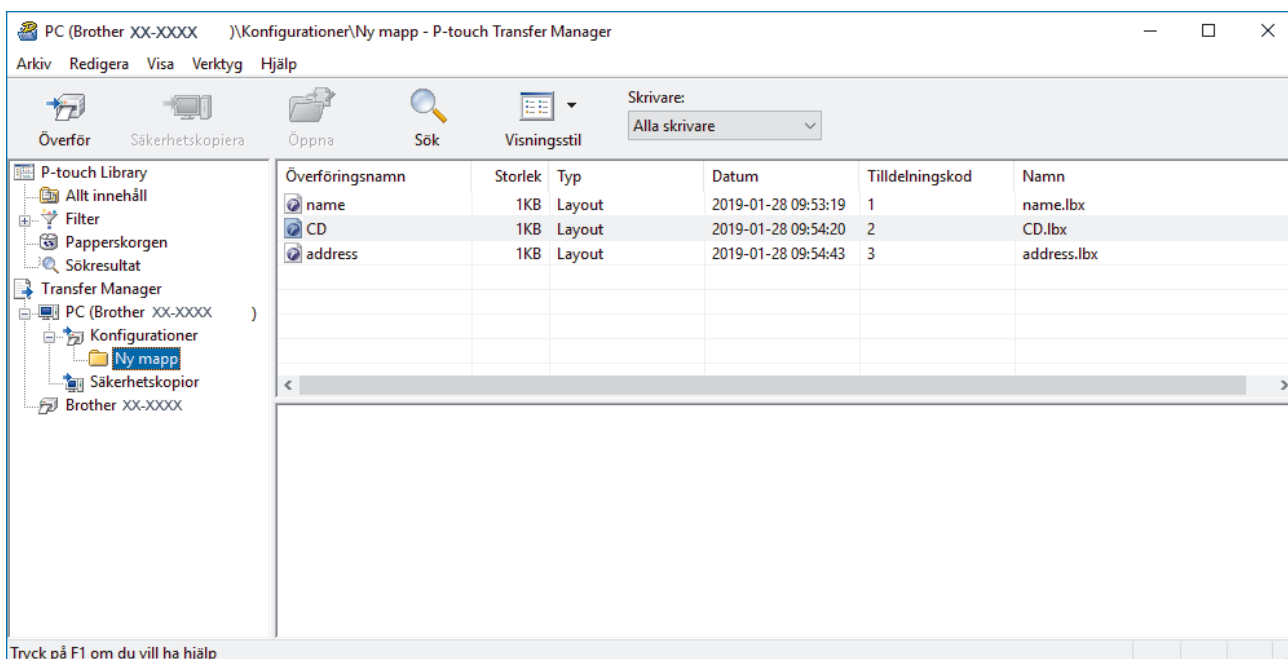 PC (Brother XX-XXXX )\Konfigurationer\Ny mapp - P-touch Transfer Manager
Arkiv Redigera Visa Verktyg Hjälp
Skrivare:
Alla skrivare
Överför Säkerhetskopiera Öppna Sök Visningsstil
P-touch Library
Allt innehåll
Filter
Papperskorgen
Sökresultat
Transfer Manager
PC (Brother XX-XXXX )
Konfigurationer
Ny mapp
Säkerhetskopior
Brother XX-XXXX
Överföringsnamn Storlek Typ Datum Tilldelningskod Namn
name 1KB Layout 2019-01-28 09:53:19 1 name.lbx
CD 1KB Layout 2019-01-28 09:54:20 2 CD.lbx
address 1KB Layout 2019-01-28 09:54:43 3 address.lbx
Tryck på F1 om du vill ha hjälp